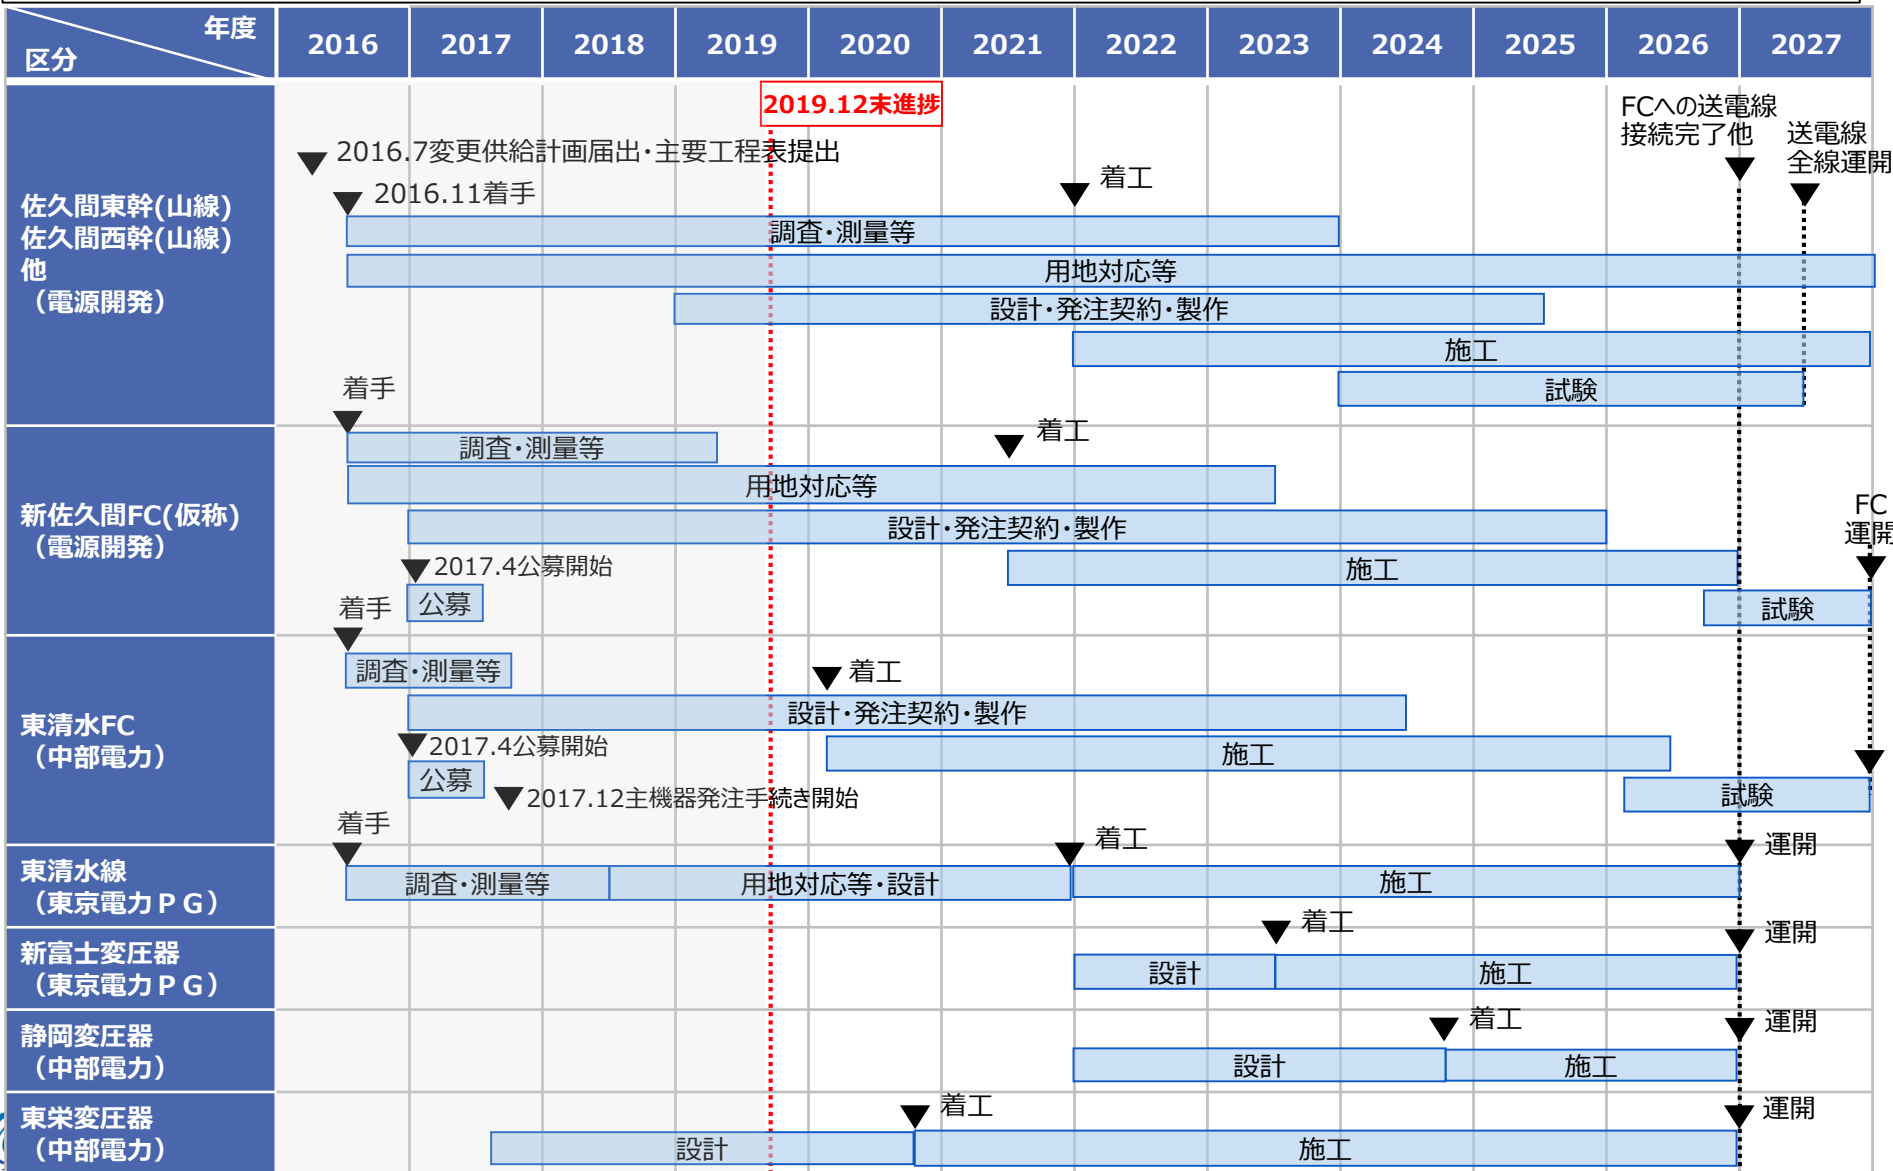 年度
区分
2016 2017 2018 2019 2020 2021 2022 2023 2024 2025 2026 2027
2019.12末進捗
FCへの送電線
接続完了他
送電線
全線運開
2016.7変更供給計画届出・主要工程表提出
2016.11着手
着工
佐久間東幹(山線)
佐久間西幹(山線)
他
（電源開発）
調査・測量等
用地対応等
設計・発注契約・製作
施工
試験
着手
新佐久間FC(仮称)
（電源開発）
調査・測量等
着工
用地対応等
設計・発注契約・製作
FC
運開
2017.4公募開始
施工
公募
試験
着手
東清水FC
（中部電力）
調査・測量等
着工
設計・発注契約・製作
2017.4公募開始
施工
公募
2017.12主機器発注手続き開始
試験
着手
東清水線
（東京電力ＰＧ）
着工
運開
調査・測量等
用地対応等・設計
施工
新富士変圧器
（東京電力ＰＧ）
着工
運開
設計
施工
静岡変圧器
（中部電力）
着工
運開
設計
施工
東栄変圧器
（中部電力）
着工
運開
設計
施工